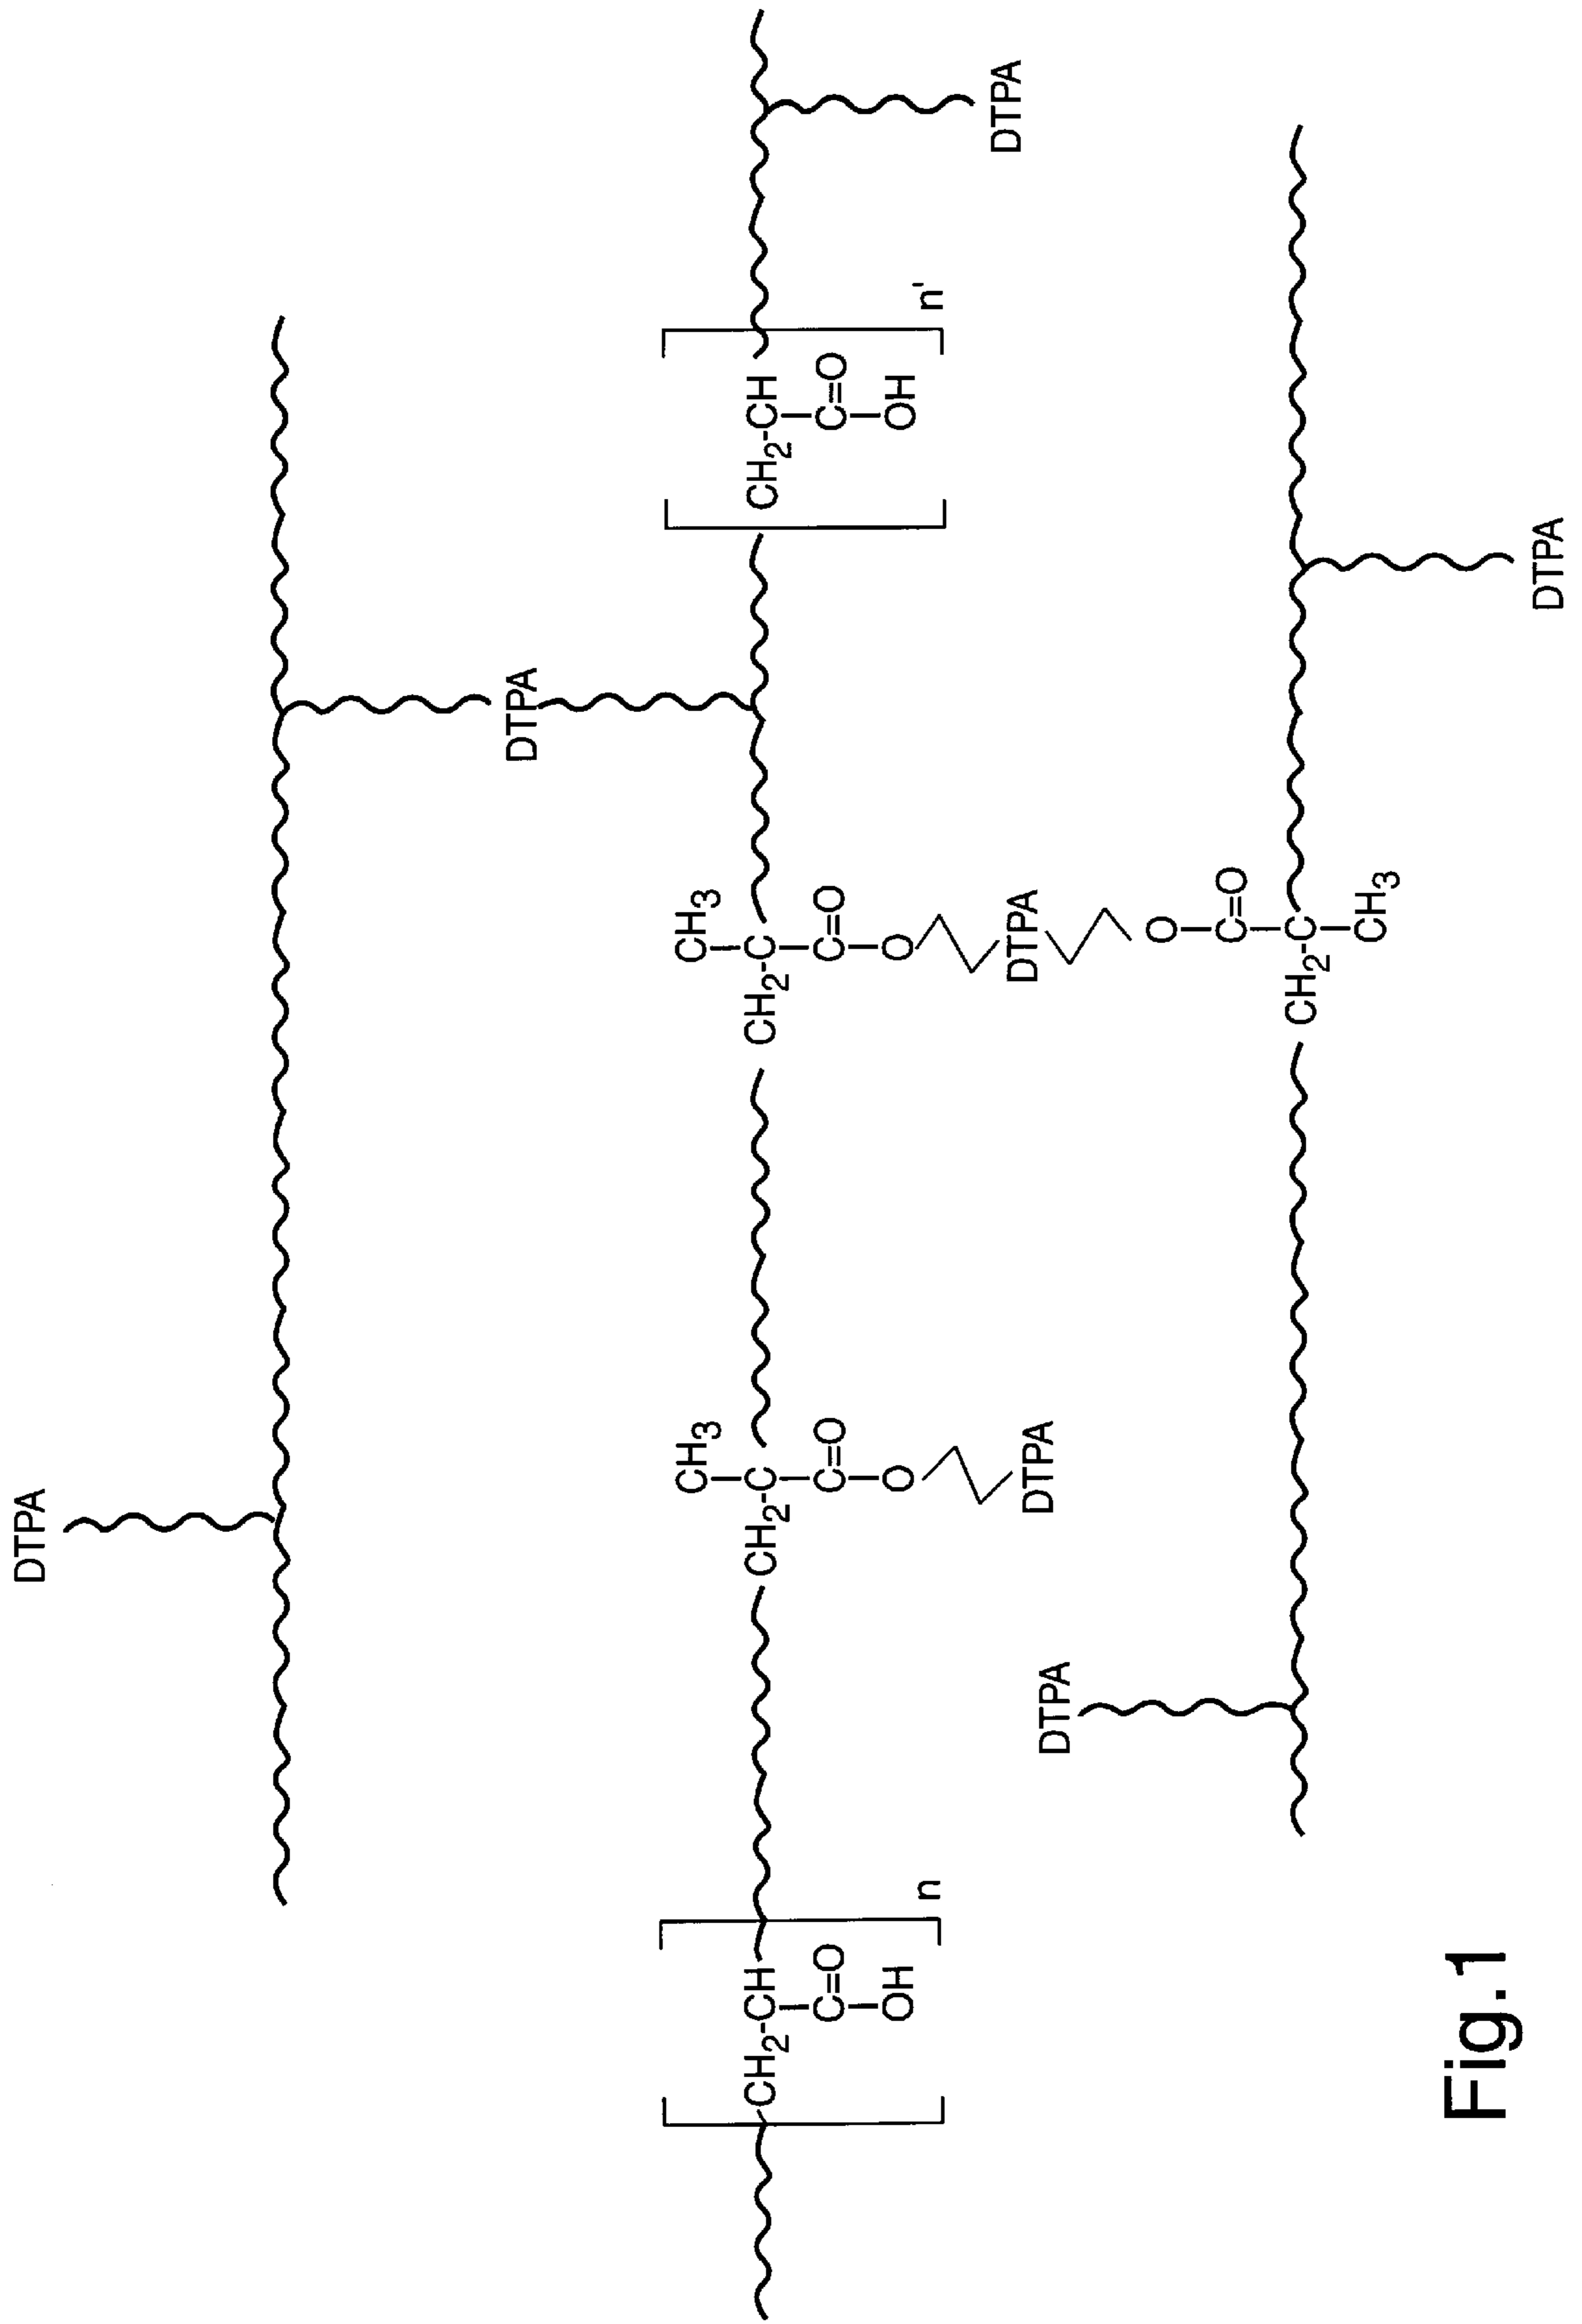 DTPA
DTPA
CH3 CH3
[CH2-CH] CH2-C CH2-C [CH2-CH]
C=O C=O C=O C=O
OH O O OH
n n'
DTPA DTPA DTPA DTPA
O
C=O
CH2-C
CH3
DTPA
Fig.1